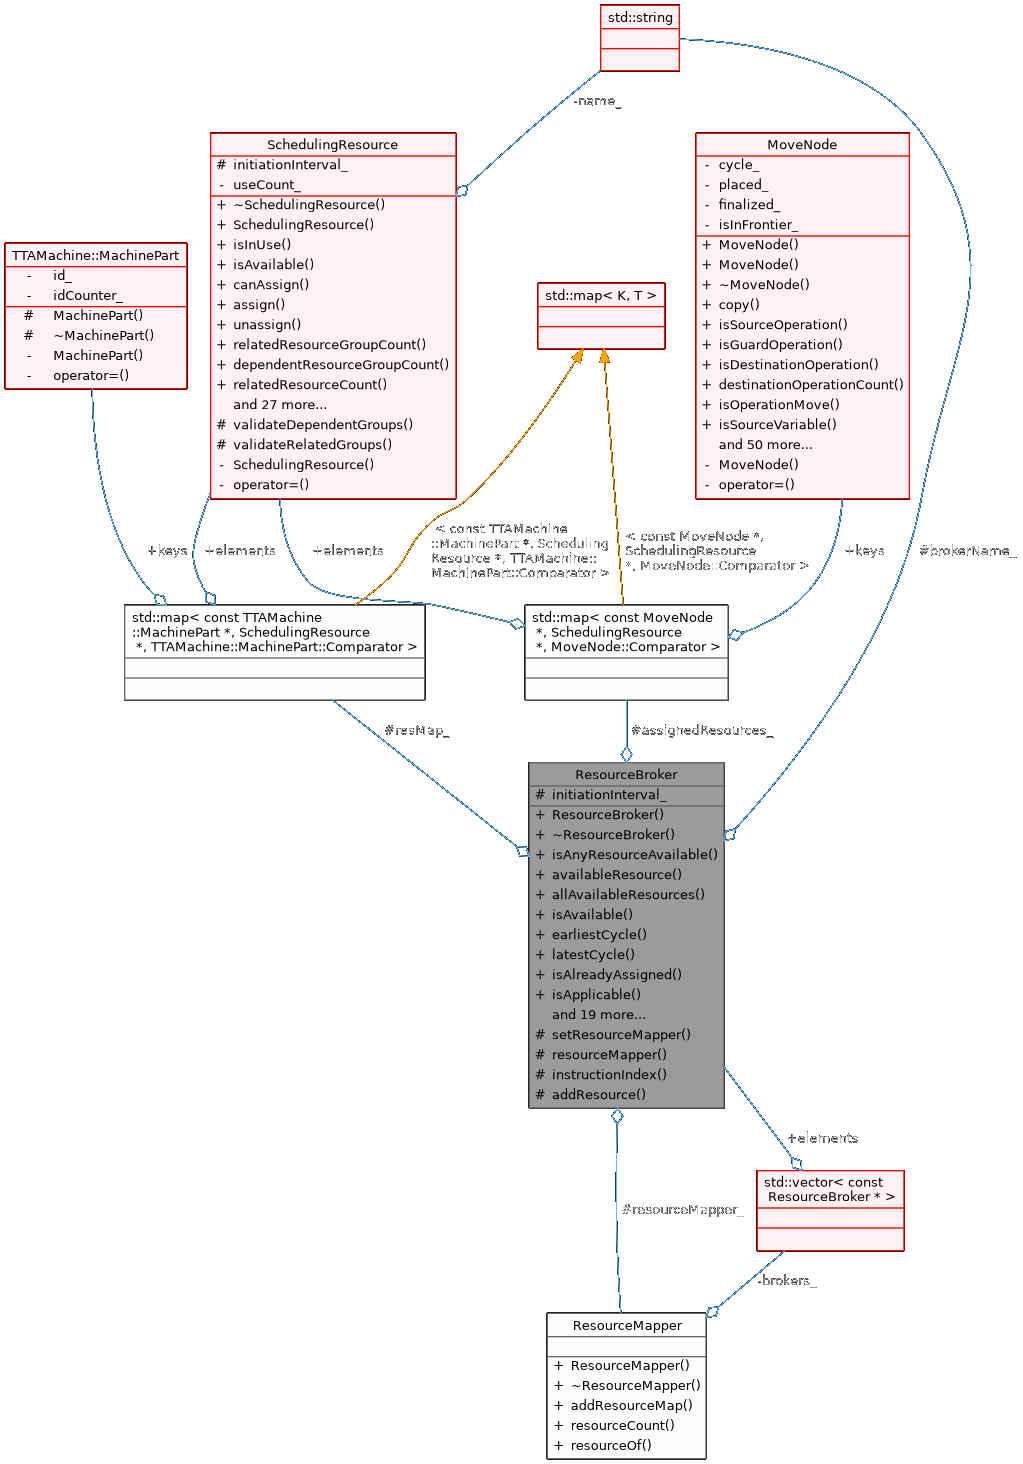 std::string
-name_
SchedulingResource
# initiationInterval_
- useCount_
+ ~SchedulingResource()
+ SchedulingResource()
+ isInUse()
+ isAvailable()
+ canAssign()
+ assign()
+ unassign()
+ relatedResourceGroupCount()
+ dependentResourceGroupCount()
+ relatedResourceCount()
and 27 more...
# validateDependentGroups()
# validateRelatedGroups()
- SchedulingResource()
- operator=()
MoveNode
- cycle_
- placed_
- finalized_
- isInFrontier_
+ MoveNode()
+ MoveNode()
+ ~MoveNode()
+ copy()
+ isSourceOperation()
+ isGuardOperation()
+ isDestinationOperation()
+ destinationOperationCount()
+ isOperationMove()
+ isSourceVariable()
and 50 more...
- MoveNode()
- operator=()
TTAMachine::MachinePart
- id_
- idCounter_
# MachinePart()
# ~MachinePart()
- MachinePart()
- operator=()
std::map< K, T >
+keys
+elements
+elements
< const TTAMachine
::MachinePart *, Scheduling
Resource *, TTAMachine::
MachinePart::Comparator >
< const MoveNode *,
SchedulingResource
*, MoveNode::Comparator >
+keys
#brokerName_
std::map< const TTAMachine
::MachinePart *, SchedulingResource
*, TTAMachine::MachinePart::Comparator >
std::map< const MoveNode
*, SchedulingResource
*, MoveNode::Comparator >
#resMap_
#assignedResources_
ResourceBroker
# initiationInterval_
+ ResourceBroker()
+ ~ResourceBroker()
+ isAnyResourceAvailable()
+ availableResource()
+ allAvailableResources()
+ isAvailable()
+ earliestCycle()
+ latestCycle()
+ isAlreadyAssigned()
+ isApplicable()
and 19 more...
# setResourceMapper()
# resourceMapper()
# instructionIndex()
# addResource()
+elements
std::vector< const
ResourceBroker * >
#resourceMapper_
-brokers_
ResourceMapper
+ ResourceMapper()
+ ~ResourceMapper()
+ addResourceMap()
+ resourceCount()
+ resourceOf()